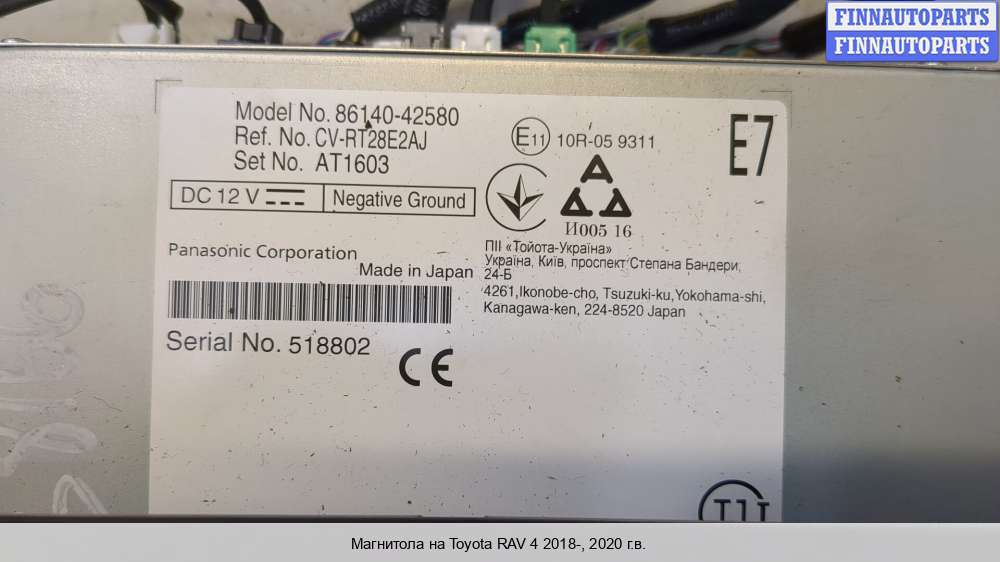 FINNAUTOPARTS
FINNAUTOPARTS
Model No. 86140-42580
Ref. No. CV-RT28E2AJ
Set No. AT1603
DC 12 V
Negative Ground
E11 10R-05 9311
E7
И005 16
Panasonic Corporation
Made in Japan
ПІІ «Тойота-Україна»
Україна, Київ, проспект Степана Бандери,
24-Б
4261,Ikonobe-cho, Tsuzuki-ku,Yokohama-shi,
Kanagawa-ken, 224-8520 Japan
Serial No. 518802
CE
Магнитола на Toyota RAV 4 2018-, 2020 г.в.